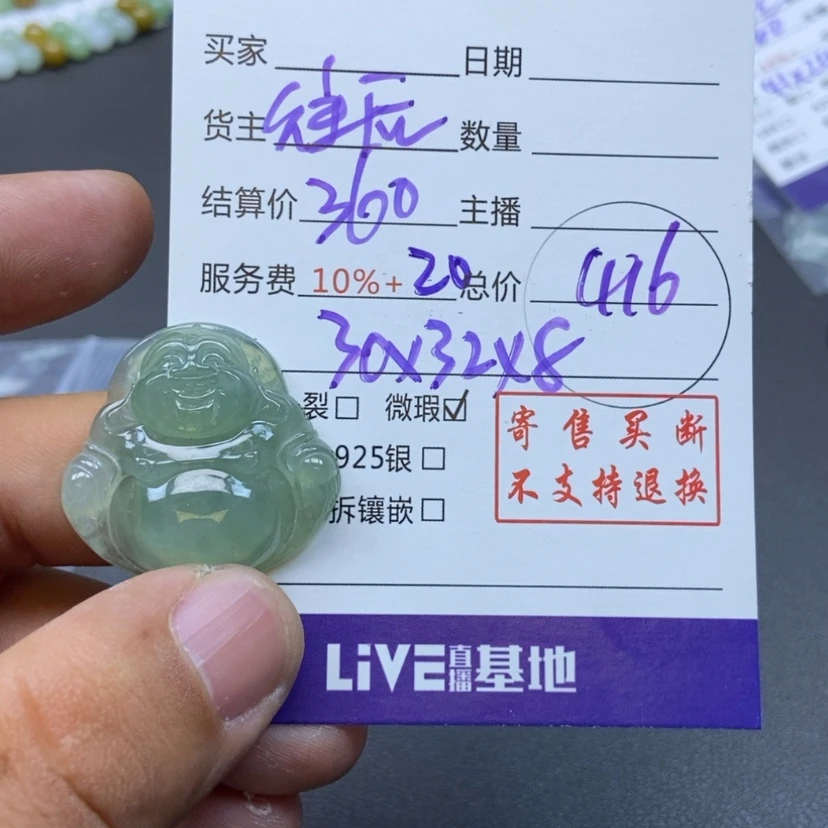 买家 日期
货主 数量
结算价 360 主播
服务费 10%+ 20 总价 416
30x32x8
裂□ 微瑕☑
925银□
拆镶嵌□
寄售买断
不支持退换
LiVE直播基地